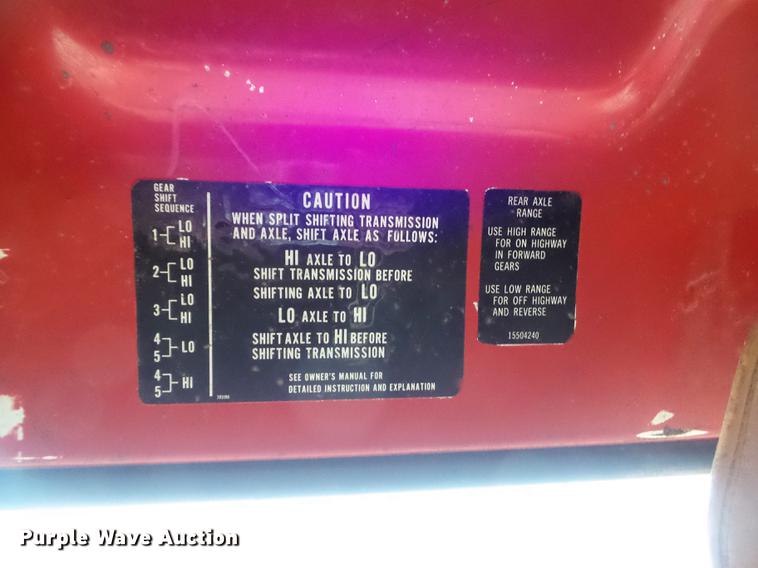 GEAR
SHIFT
SEQUENCE
1 LO
HI
2 LO
HI
3 LO
HI
4
5 LO
4
5 HI
CAUTION
WHEN SPLIT SHIFTING TRANSMISSION
AND AXLE, SHIFT AXLE AS FOLLOWS:
HI AXLE TO LO
SHIFT TRANSMISSION BEFORE
SHIFTING AXLE TO LO
LO AXLE TO HI
SHIFT AXLE TO HI BEFORE
SHIFTING TRANSMISSION
SEE OWNER'S MANUAL FOR
DETAILED INSTRUCTION AND EXPLANATION
REAR AXLE
RANGE
USE HIGH RANGE
FOR ON HIGHWAY
IN FORWARD
GEARS
USE LOW RANGE
FOR OFF HIGHWAY
AND REVERSE
15504240
Purple Wave Auction